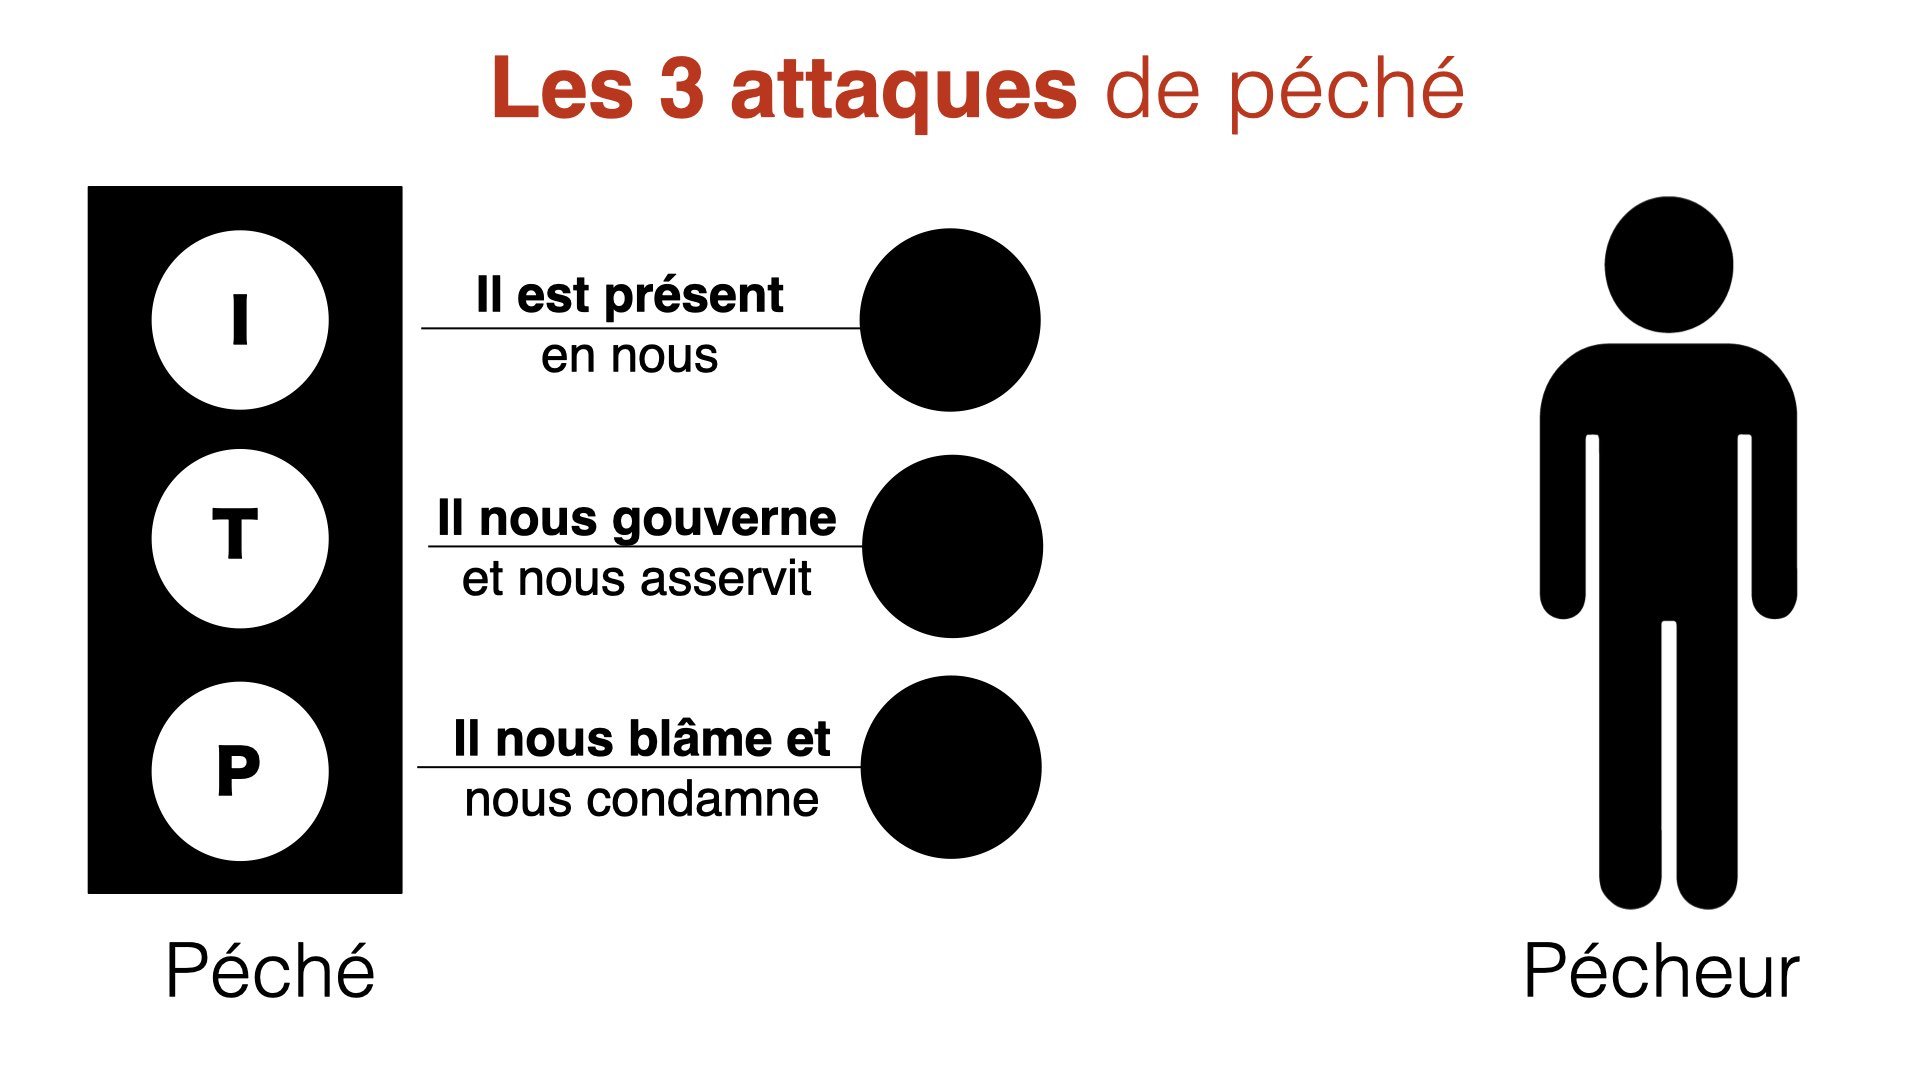 Les 3 attaques de péché
I
Il est présent
en nous
T
Il nous gouverne
et nous asservit
P
Il nous blâme et
nous condamne
Péché
Pécheur